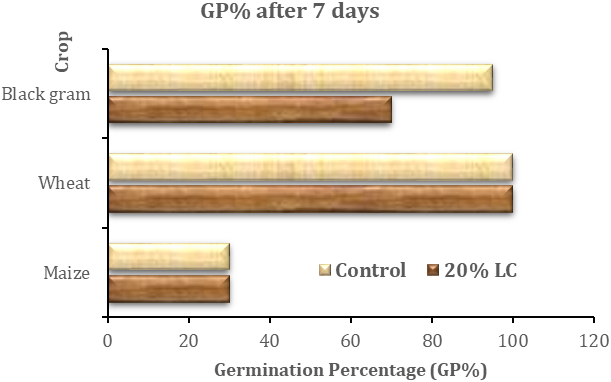 GP% after 7 days
Crop
Black gram
Wheat
Maize
Control 20% LC
0 20 40 60 80 100 120
Germination Percentage (GP%)